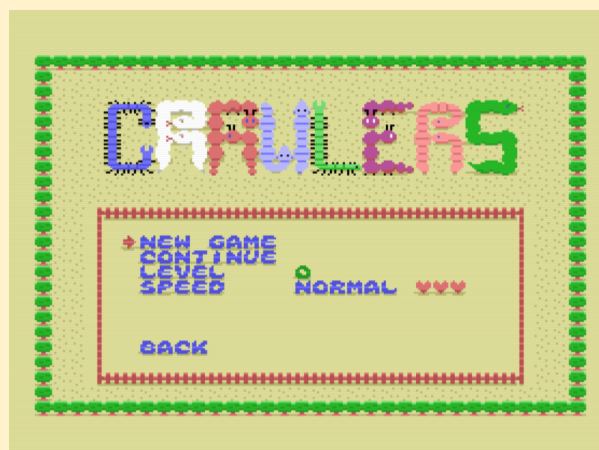 CRAWLERS
NEW GAME
CONTINUE
LEVEL 0
SPEED NORMAL
BACK